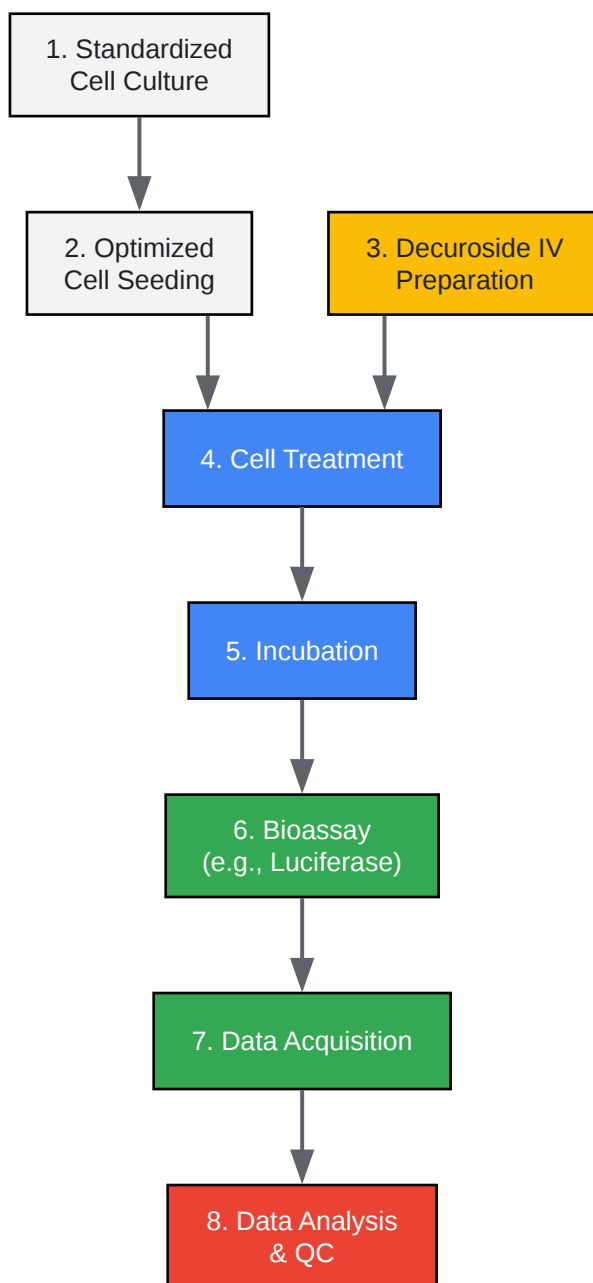 1. Standardized
Cell Culture
2. Optimized
Cell Seeding
3. Decuroside IV
Preparation
4. Cell Treatment
5. Incubation
6. Bioassay
(e.g., Luciferase)
7. Data Acquisition
8. Data Analysis
& QC